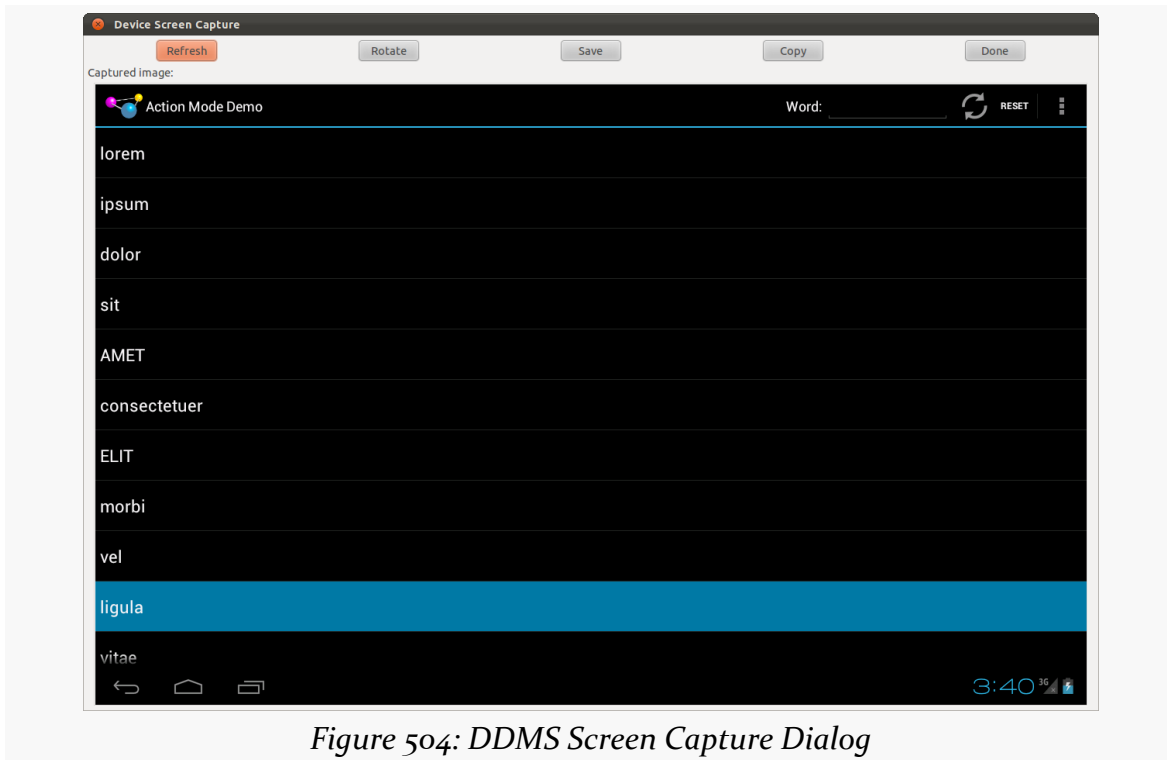 Device Screen Capture
Refresh Rotate Save Copy Done
Captured image:
Action Mode Demo Word: RESET
lorem
ipsum
dolor
sit
AMET
consectetuer
ELIT
morbi
vel
ligula
vitae
3:40 3G
Figure 504: DDMS Screen Capture Dialog